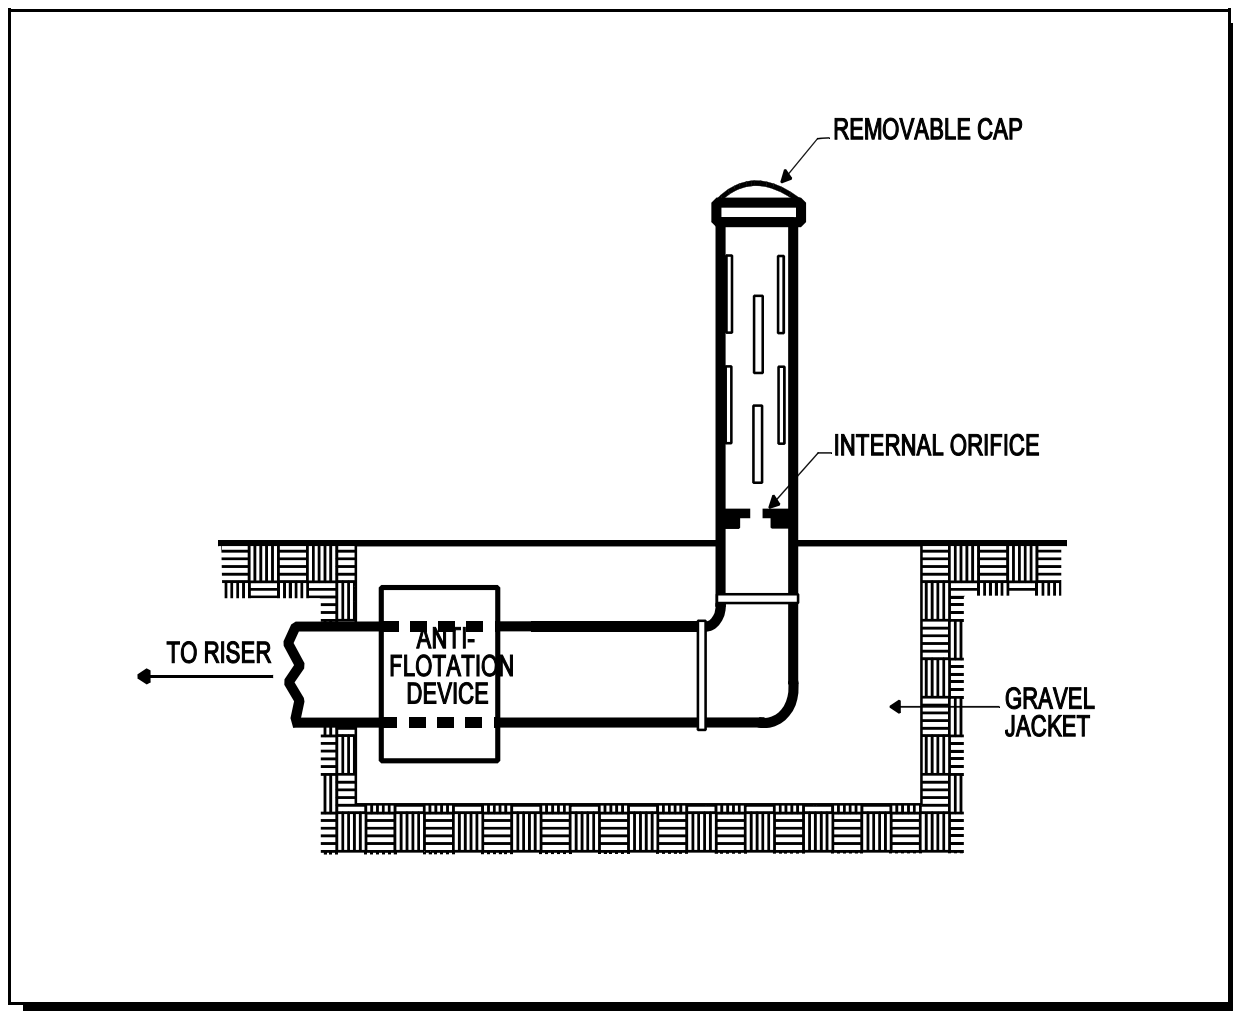 REMOVABLE CAP
INTERNAL ORIFICE
ANTI-
FLOTATION
DEVICE
TO RISER
GRAVEL
JACKET